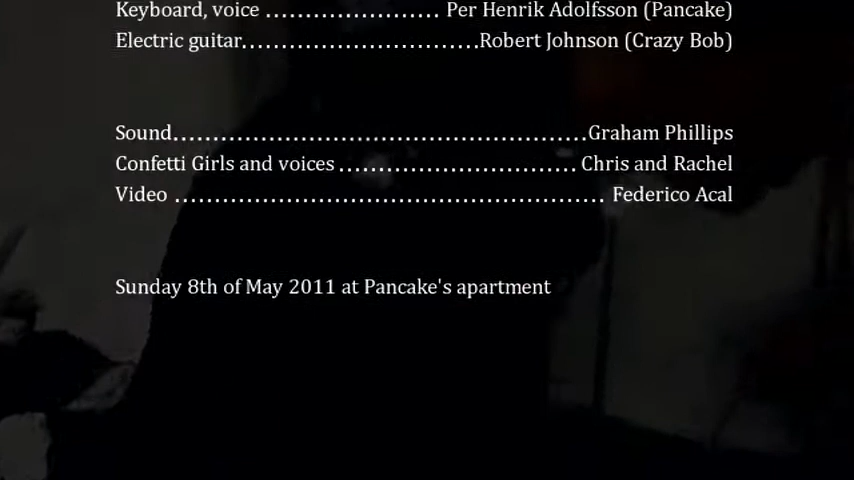 Keyboard, voice ...................... Per Henrik Adolfsson (Pancake)
Electric guitar..............................Robert Johnson (Crazy Bob)
Sound.....................................................Graham Phillips
Confetti Girls and voices .............................. Chris and Rachel
Video ...................................................... Federico Acal
Sunday 8th of May 2011 at Pancake's apartment